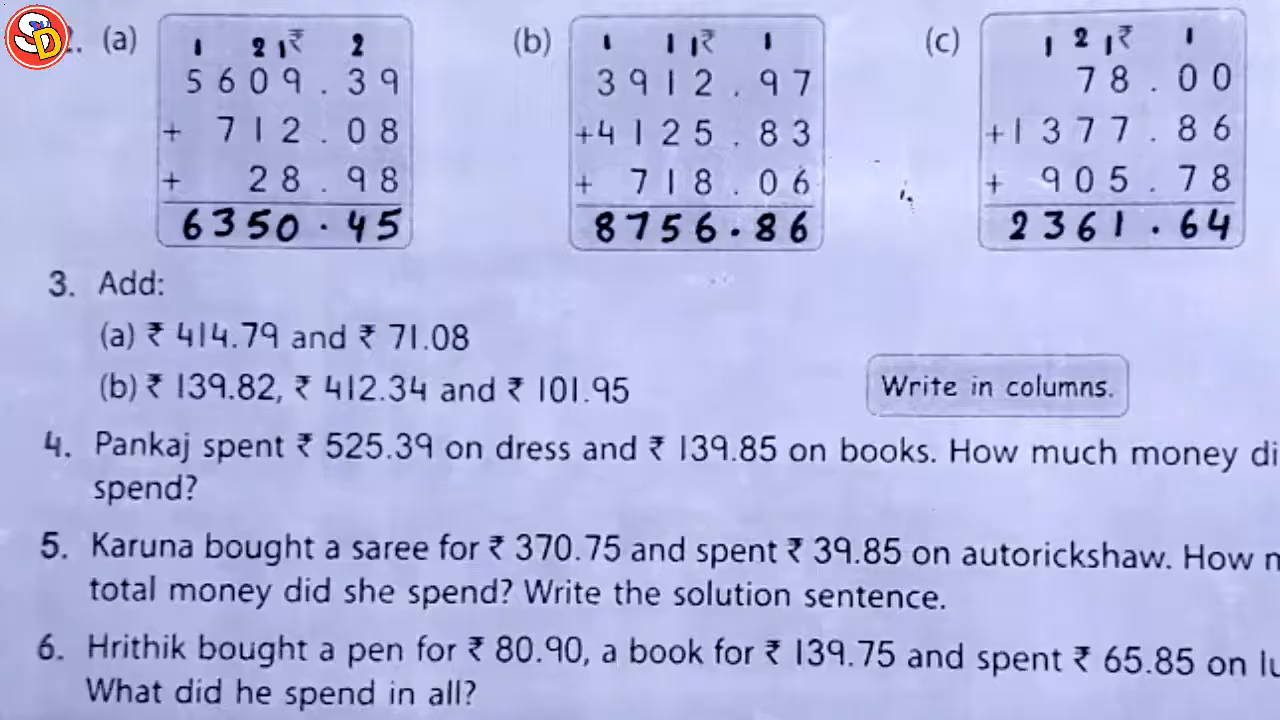 SD
2. (a) (b) (c)
1 2 1 ₹ 2
5609.39
+ 712.08
+ 28.98
6350.45
1 1 1 ₹ 1
3912.97
+4125.83
+ 718.06
8756.86
1 2 1 ₹ 1
78.00
+1377.86
+ 905.78
2361.64
3. Add:
(a) ₹ 414.79 and ₹ 71.08
(b) ₹ 139.82, ₹ 412.34 and ₹ 101.95
Write in columns.
4. Pankaj spent ₹ 525.39 on dress and ₹ 139.85 on books. How much money di
spend?
5. Karuna bought a saree for ₹ 370.75 and spent ₹ 39.85 on autorickshaw. How
total money did she spend? Write the solution sentence.
6. Hrithik bought a pen for ₹ 80.90, a book for ₹ 139.75 and spent ₹ 65.85 on
What did he spend in all?